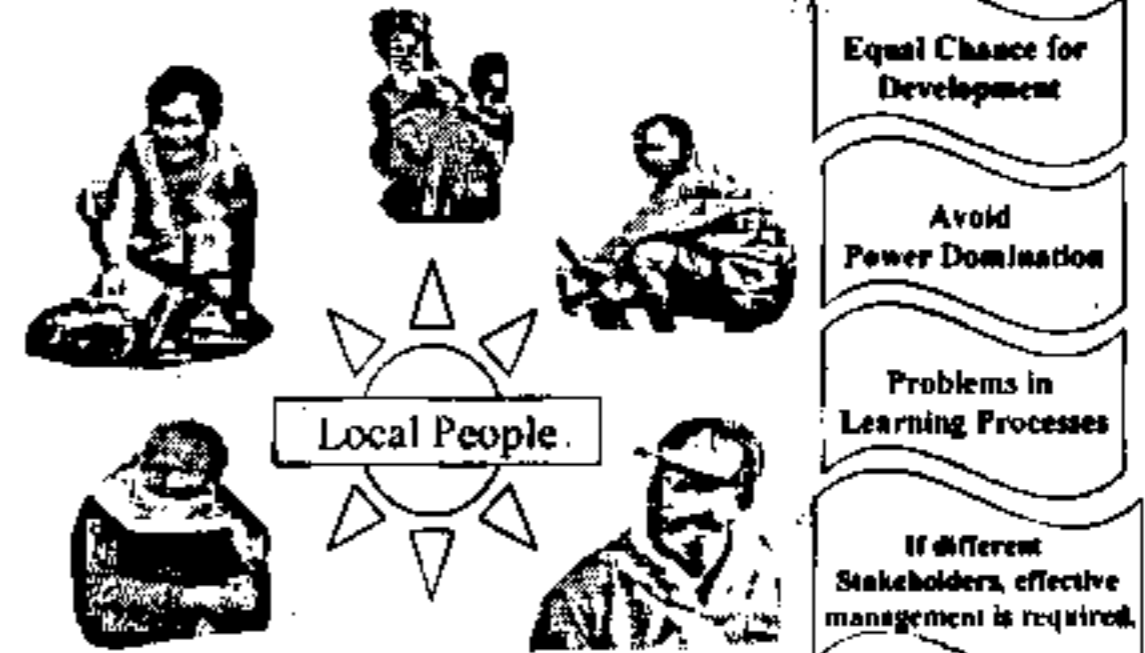 Local People
Equal Chance for
Development
Avoid
Power Domination
Problems in
Learning Processes
If different
Stakeholders, effective
management is required.